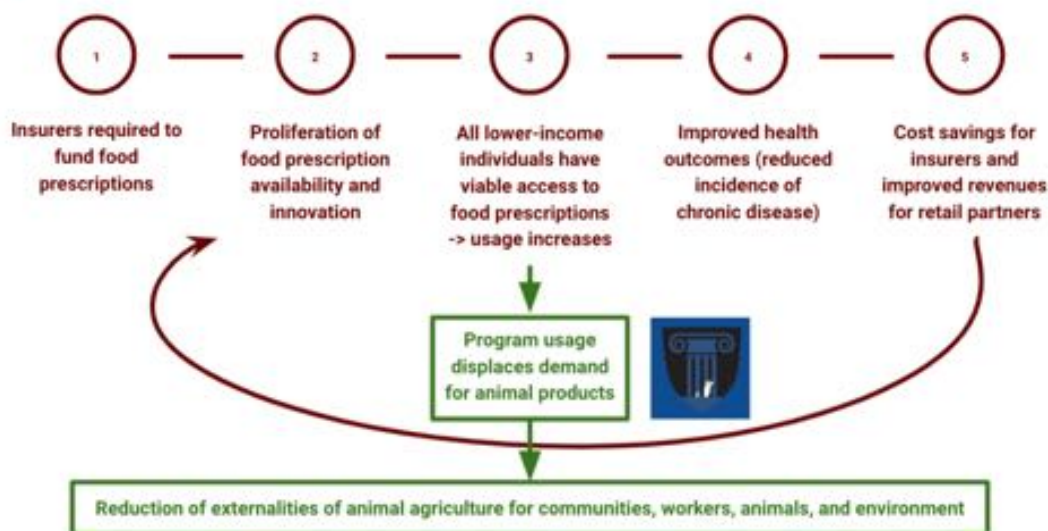 1
2
3
4
5
Insurers required to
fund food
prescriptions
Proliferation of
food prescription
availability and
innovation
All lower-income
individuals have
viable access to
food prescriptions
-> usage increases
Improved health
outcomes (reduced
incidence of
chronic disease)
Cost savings for
insurers and
improved revenues
for retail partners
Program usage
displaces demand
for animal products
Reduction of externalities of animal agriculture for communities, workers, animals, and environment